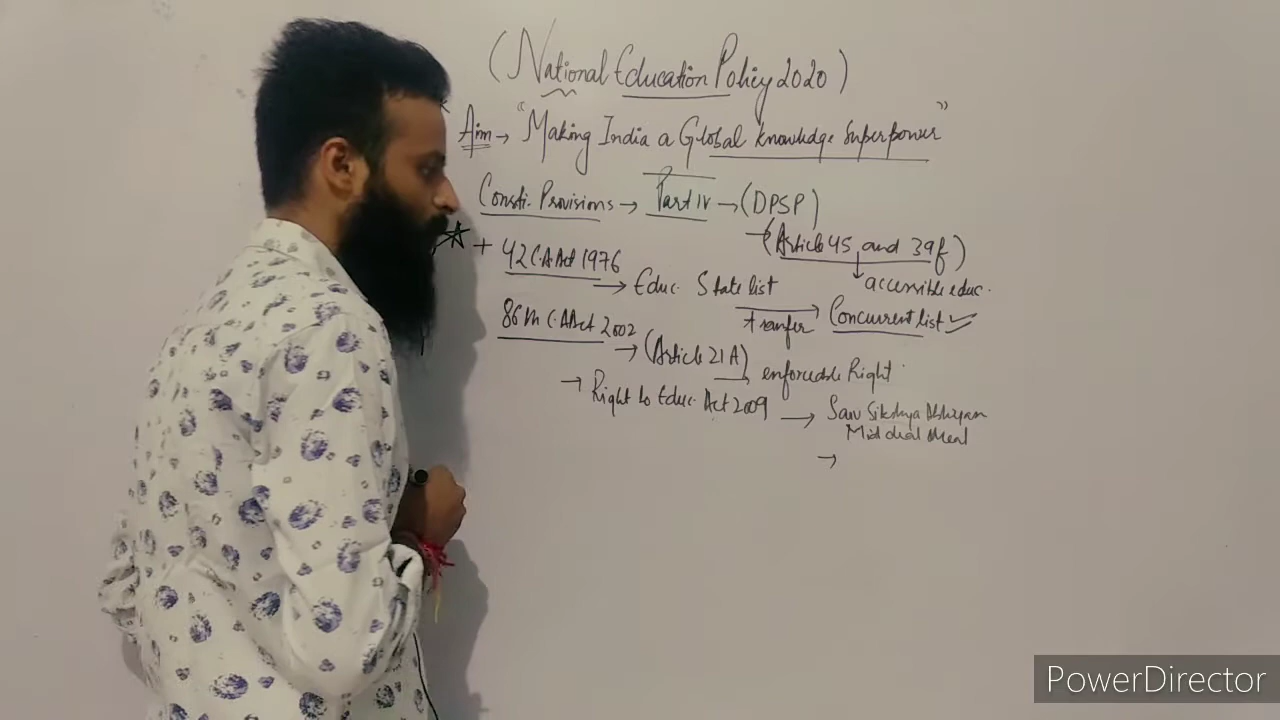 (National Education Policy 2020)
Aim → "Making India a Global Knowledge Superpower"
Consti. Provisions → Part IV → (DPSP)
→ (Article 45 and 39f)
+ 42 C.A Act 1976
→ Educ. State list
accessible educ.
transfer
Concurrent list ✓
86th C.A Act 2002
→ (Article 21A)
enforceable Right
→ Right to Educ. Act 2009 →
Sarv Sikshya Abhiyan
Mid deal Meal
→
PowerDirector